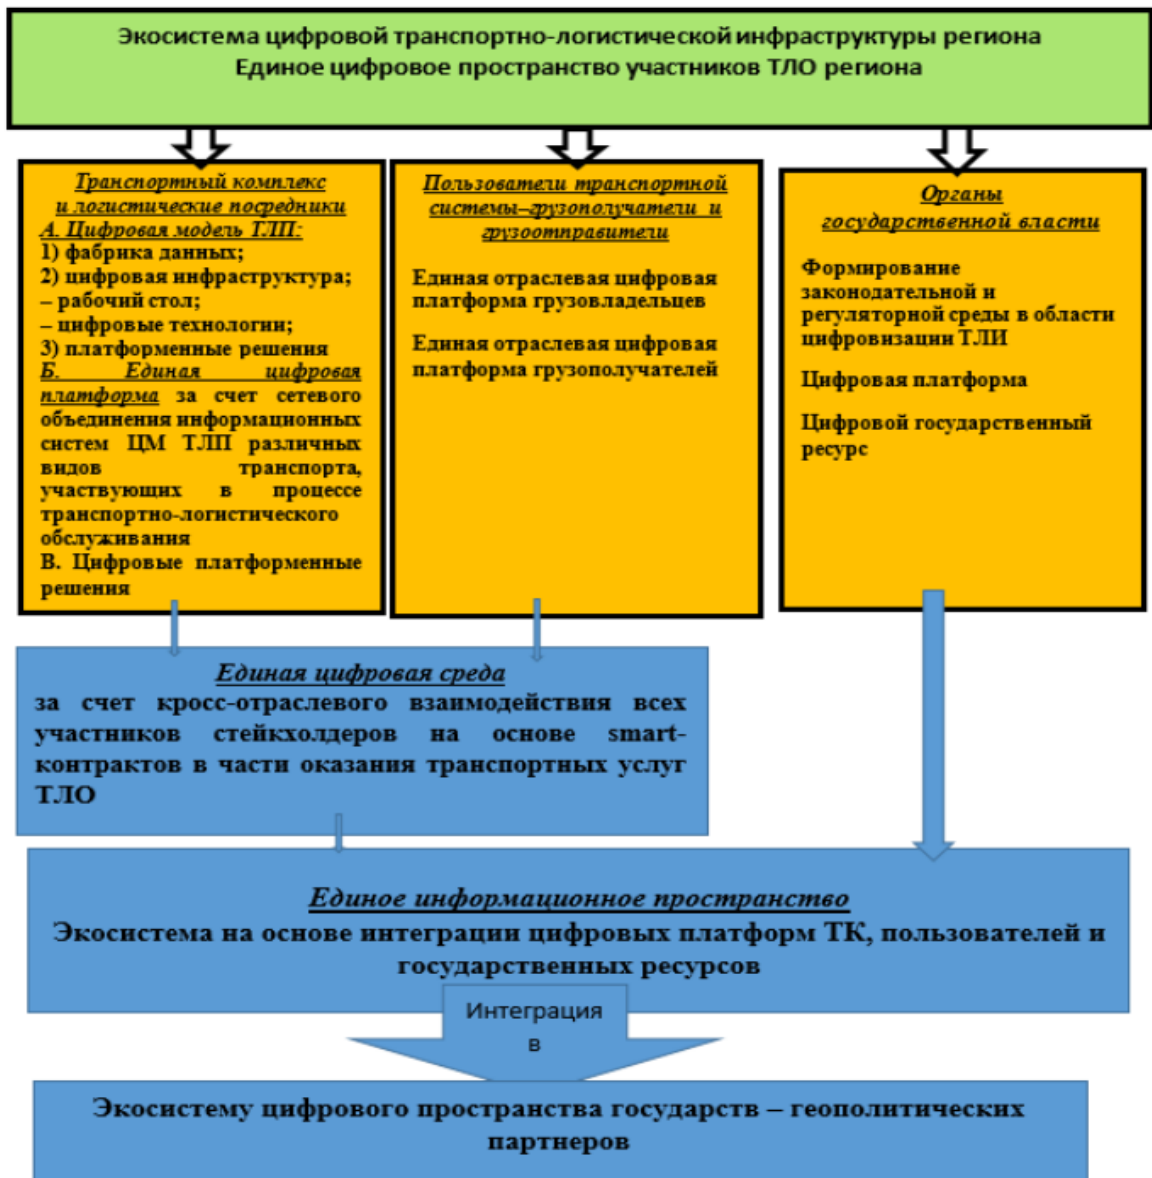 Экосистема цифровой транспортно-логистической инфраструктуры региона
Единое цифровое пространство участников ТЛО региона
Транспортный комплекс
и логистические посредники
А. Цифровая модель ТЛП:
1) фабрика данных;
2) цифровая инфраструктура;
– рабочий стол;
– цифровые технологии;
3) платформенные решения
Б. Единая цифровая
платформа за счет сетевого
объединения информационных
систем ЦМ ТЛП различных
видов транспорта,
участвующих в процессе
транспортно-логистического
обслуживания
В. Цифровые платформенные
решения
Пользователи транспортной
системы–грузополучатели и
грузоотправители
Единая отраслевая цифровая
платформа грузовладельцев
Единая отраслевая цифровая
платформа грузополучателей
Органы
государственной власти
Формирование
законодательной и
регуляторной среды в области
цифровизации ТЛИ
Цифровая платформа
Цифровой государственный
ресурс
Единая цифровая среда
за счет кросс-отраслевого взаимодействия всех
участников стейкхолдеров на основе smart-
контрактов в части оказания транспортных услуг
ТЛО
Единое информационное пространство
Экосистема на основе интеграции цифровых платформ ТК, пользователей и
государственных ресурсов
Интеграция
в
Экосистему цифрового пространства государств – геополитических
партнеров